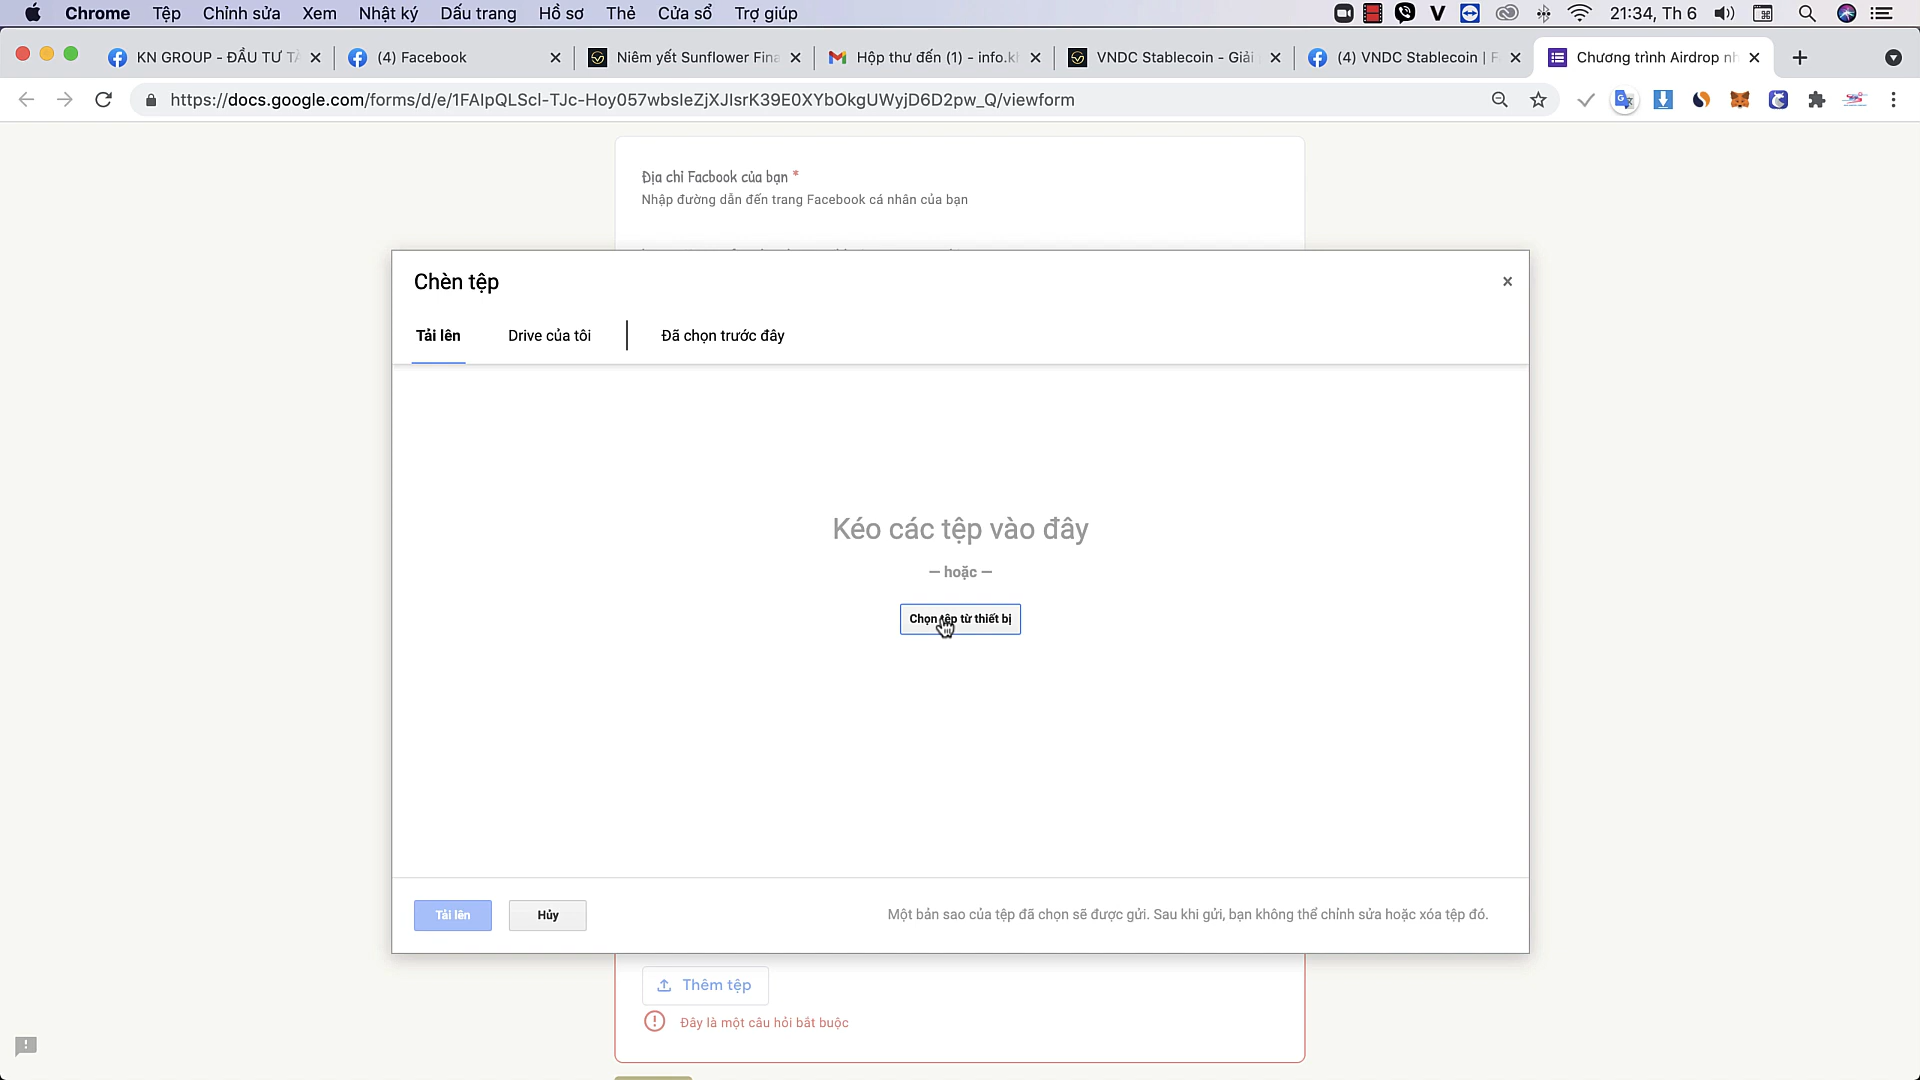 Chrome Tệp Chỉnh sửa Xem Nhật ký Dấu trang Hồ sơ Thẻ Cửa sổ Trợ giúp 21:34, Th 6
KN GROUP - ĐẦU TƯ (4) Facebook Niêm yết Sunflower Fina Hộp thư đến (1) - info.kl VNDC Stablecoin - Giải (4) VNDC Stablecoin | F Chương trình Airdrop nh
https://docs.google.com/forms/d/e/1FAIpQLScl-TJc-Hoy057wbsIeZjXJIsrK39E0XYbOkgUWyjD6D2pw_Q/viewform
Địa chỉ Facbook của bạn *
Nhập đường dẫn đến trang Facebook cá nhân của bạn
Chèn tệp
Tải lên Drive của tôi Đã chọn trước đây
Kéo các tệp vào đây
— hoặc —
Chọn tệp từ thiết bị
Tải lên Hủy Một bản sao của tệp đã chọn sẽ được gửi. Sau khi gửi, bạn không thể chỉnh sửa hoặc xóa tệp đó.
Thêm tệp
Đây là một câu hỏi bắt buộc